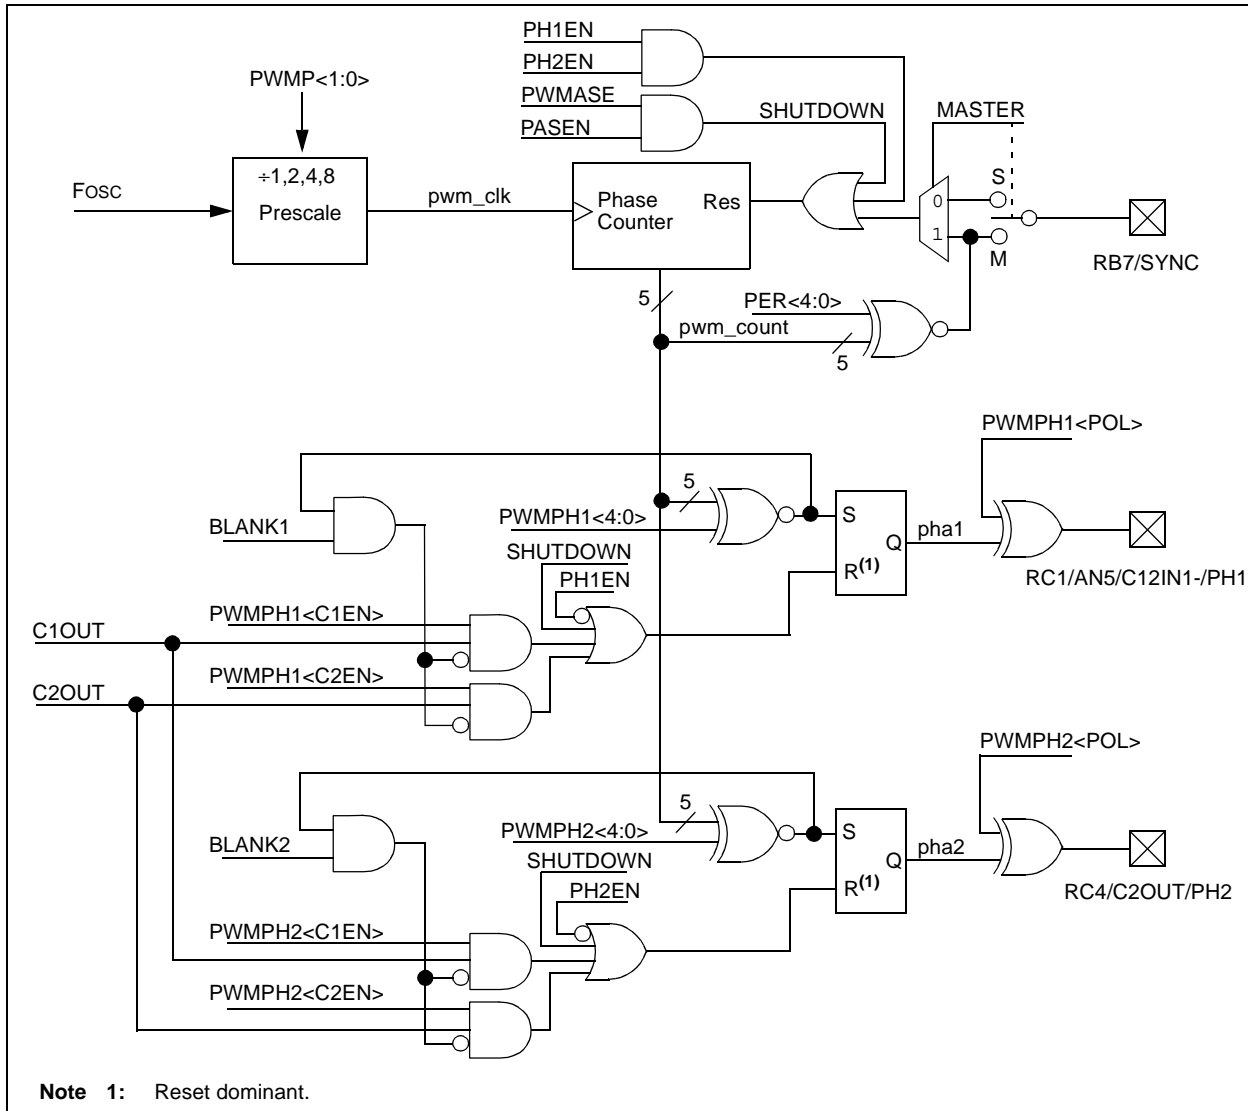 PH1EN
PH2EN
PWMP<1:0>
PWMASE
SHUTDOWN
MASTER
PASEN
÷1,2,4,8
Prescale
FOSC
pwm_clk
Phase
Counter
Res
0
1
S
M
RB7/SYNC
5
PER<4:0>
pwm_count
5
PWMPH1<POL>
5
BLANK1
PWMPH1<4:0>
S
Q
R(1)
pha1
SHUTDOWN
PH1EN
RC1/AN5/C12IN1-/PH1
PWMPH1<C1EN>
C1OUT
PWMPH1<C2EN>
C2OUT
PWMPH2<POL>
5
BLANK2
PWMPH2<4:0>
S
Q
R(1)
pha2
SHUTDOWN
PH2EN
RC4/C2OUT/PH2
PWMPH2<C1EN>
PWMPH2<C2EN>
Note 1: Reset dominant.